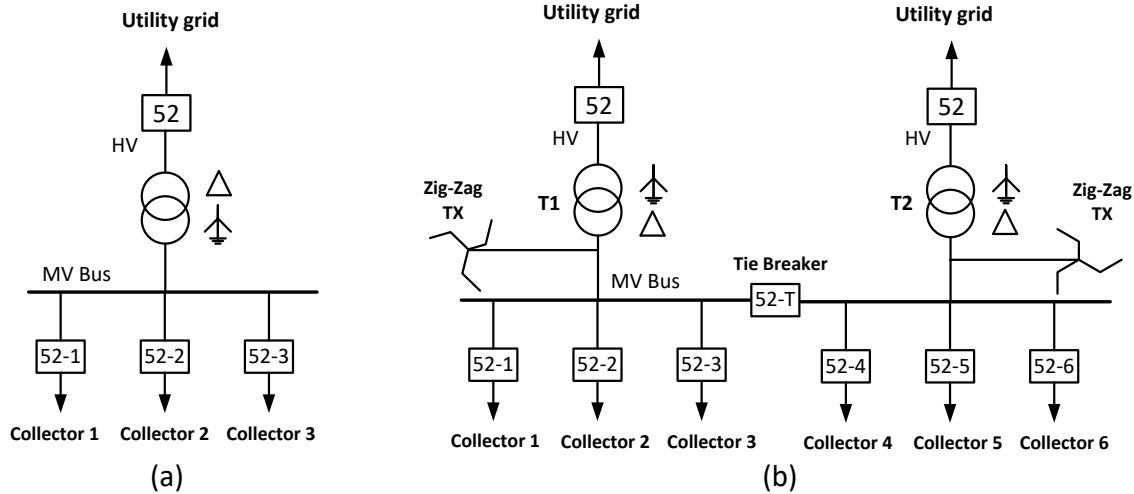 Utility grid
52
HV
MV Bus
52-1
52-2
52-3
Collector 1
Collector 2
Collector 3
(a)
Utility grid
Utility grid
52
52
HV
HV
Zig-Zag
TX
T1
T2
Zig-Zag
TX
MV Bus
Tie Breaker
52-T
52-1
52-2
52-3
52-4
52-5
52-6
Collector 1
Collector 2
Collector 3
Collector 4
Collector 5
Collector 6
(b)